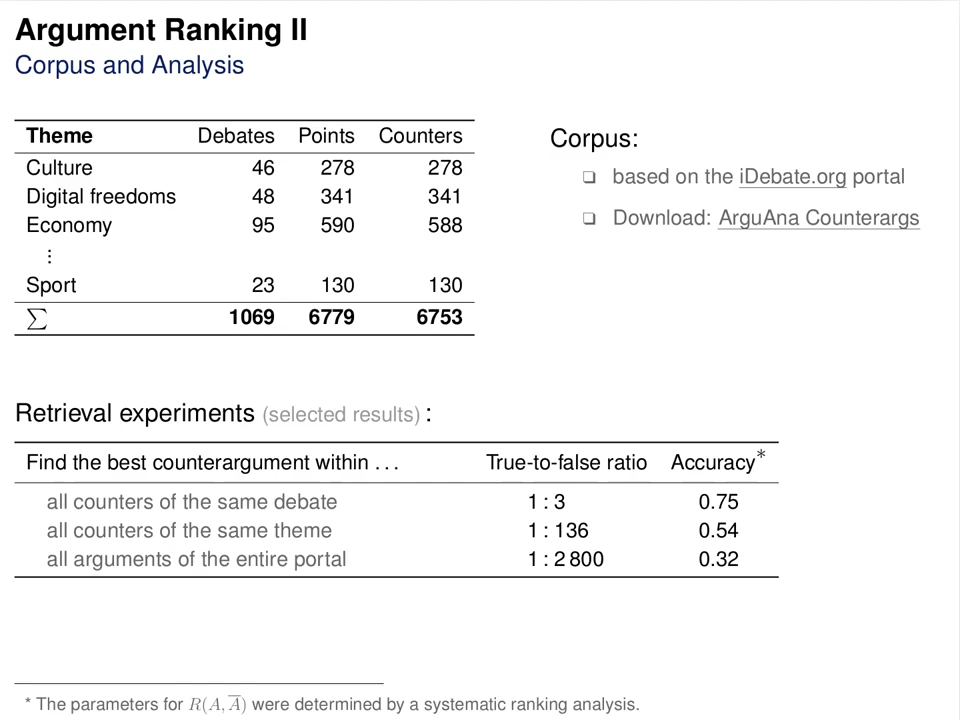 Argument Ranking II
Corpus and Analysis
Theme Debates Points Counters
Culture 46 278 278
Digital freedoms 48 341 341
Economy 95 590 588
⋮
Sport 23 130 130
∑ 1069 6779 6753
Corpus:
❑ based on the iDebate.org portal
❑ Download: ArguAna Counterargs
Retrieval experiments (selected results) :
Find the best counterargument within . . . True-to-false ratio Accuracy*
all counters of the same debate 1 : 3 0.75
all counters of the same theme 1 : 136 0.54
all arguments of the entire portal 1 : 2 800 0.32
* The parameters for R(A, A̅) were determined by a systematic ranking analysis.